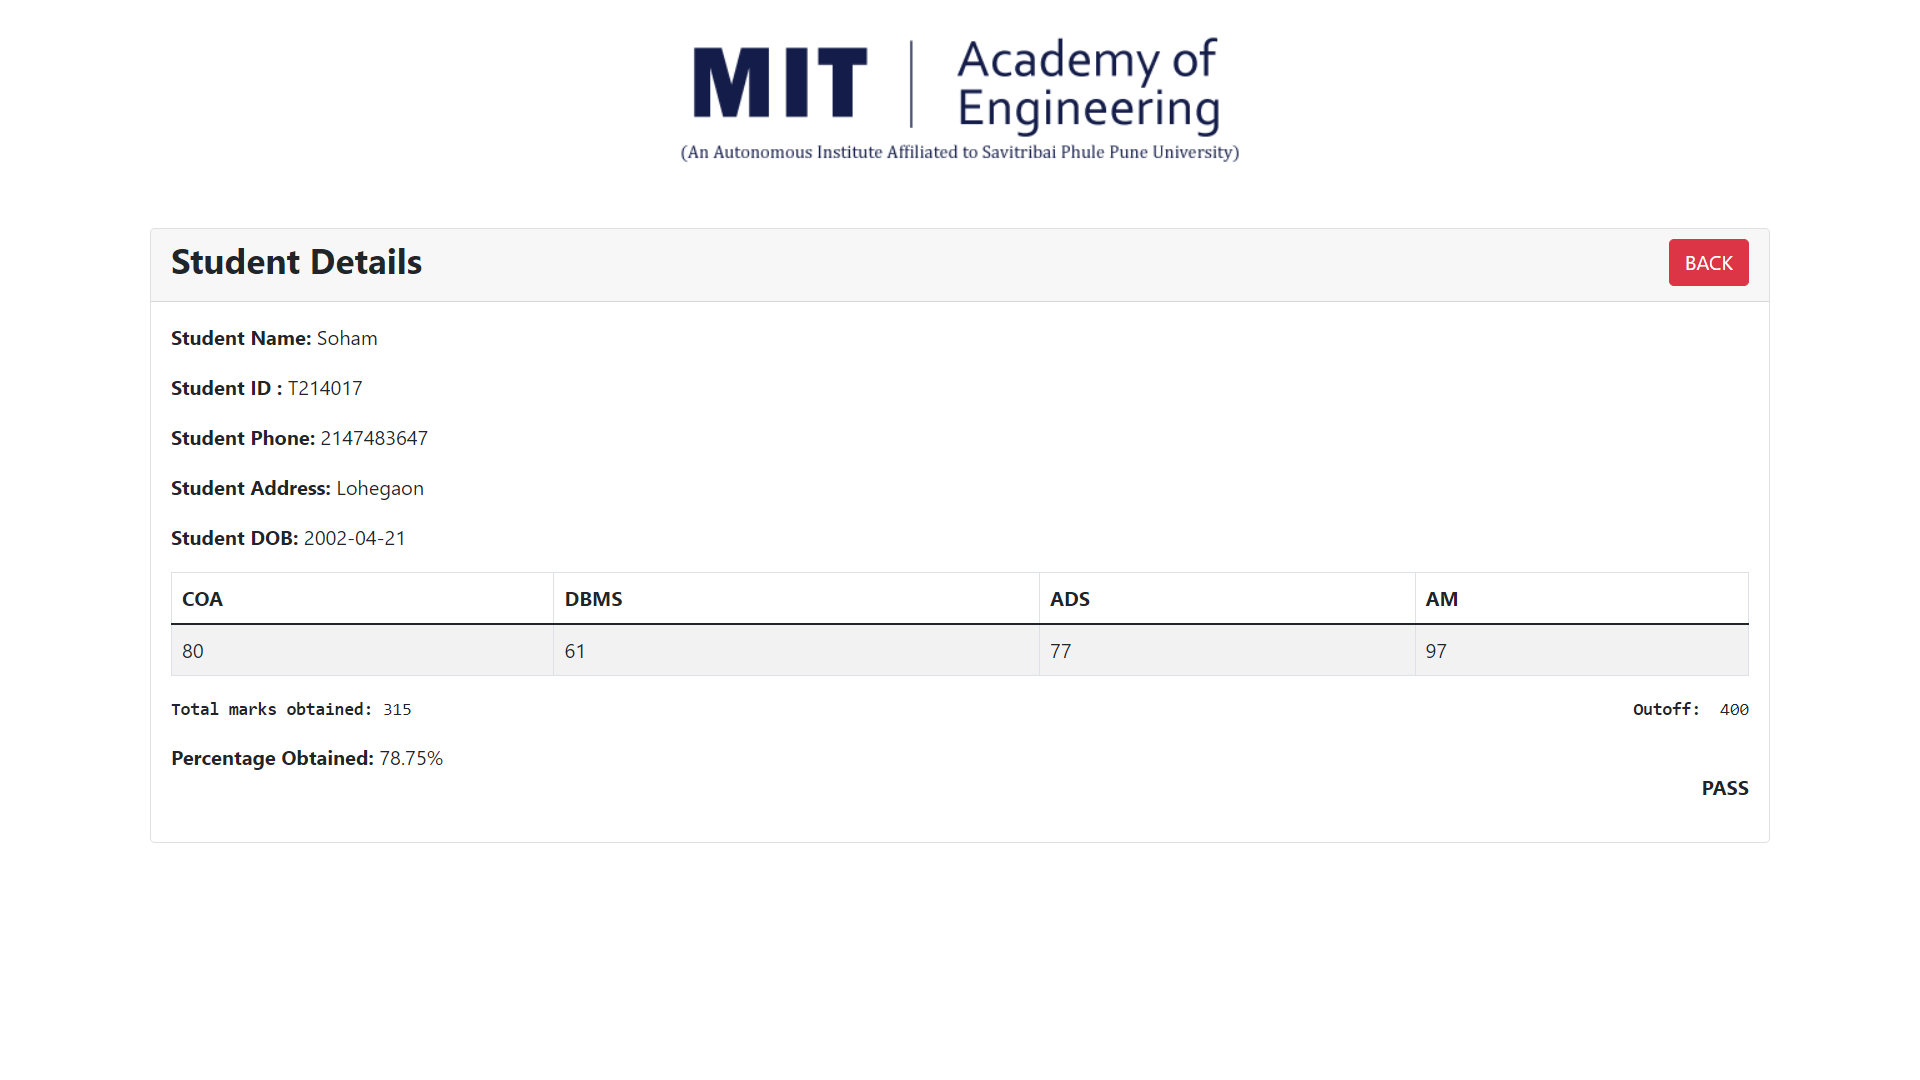 MIT Academy of Engineering
(An Autonomous Institute Affiliated to Savitribai Phule Pune University)
Student Details BACK
Student Name: Soham
Student ID : T214017
Student Phone: 2147483647
Student Address: Lohegaon
Student DOB: 2002-04-21
COA DBMS ADS AM
80 61 77 97
Total marks obtained: 315 Outoff: 400
Percentage Obtained: 78.75%
PASS